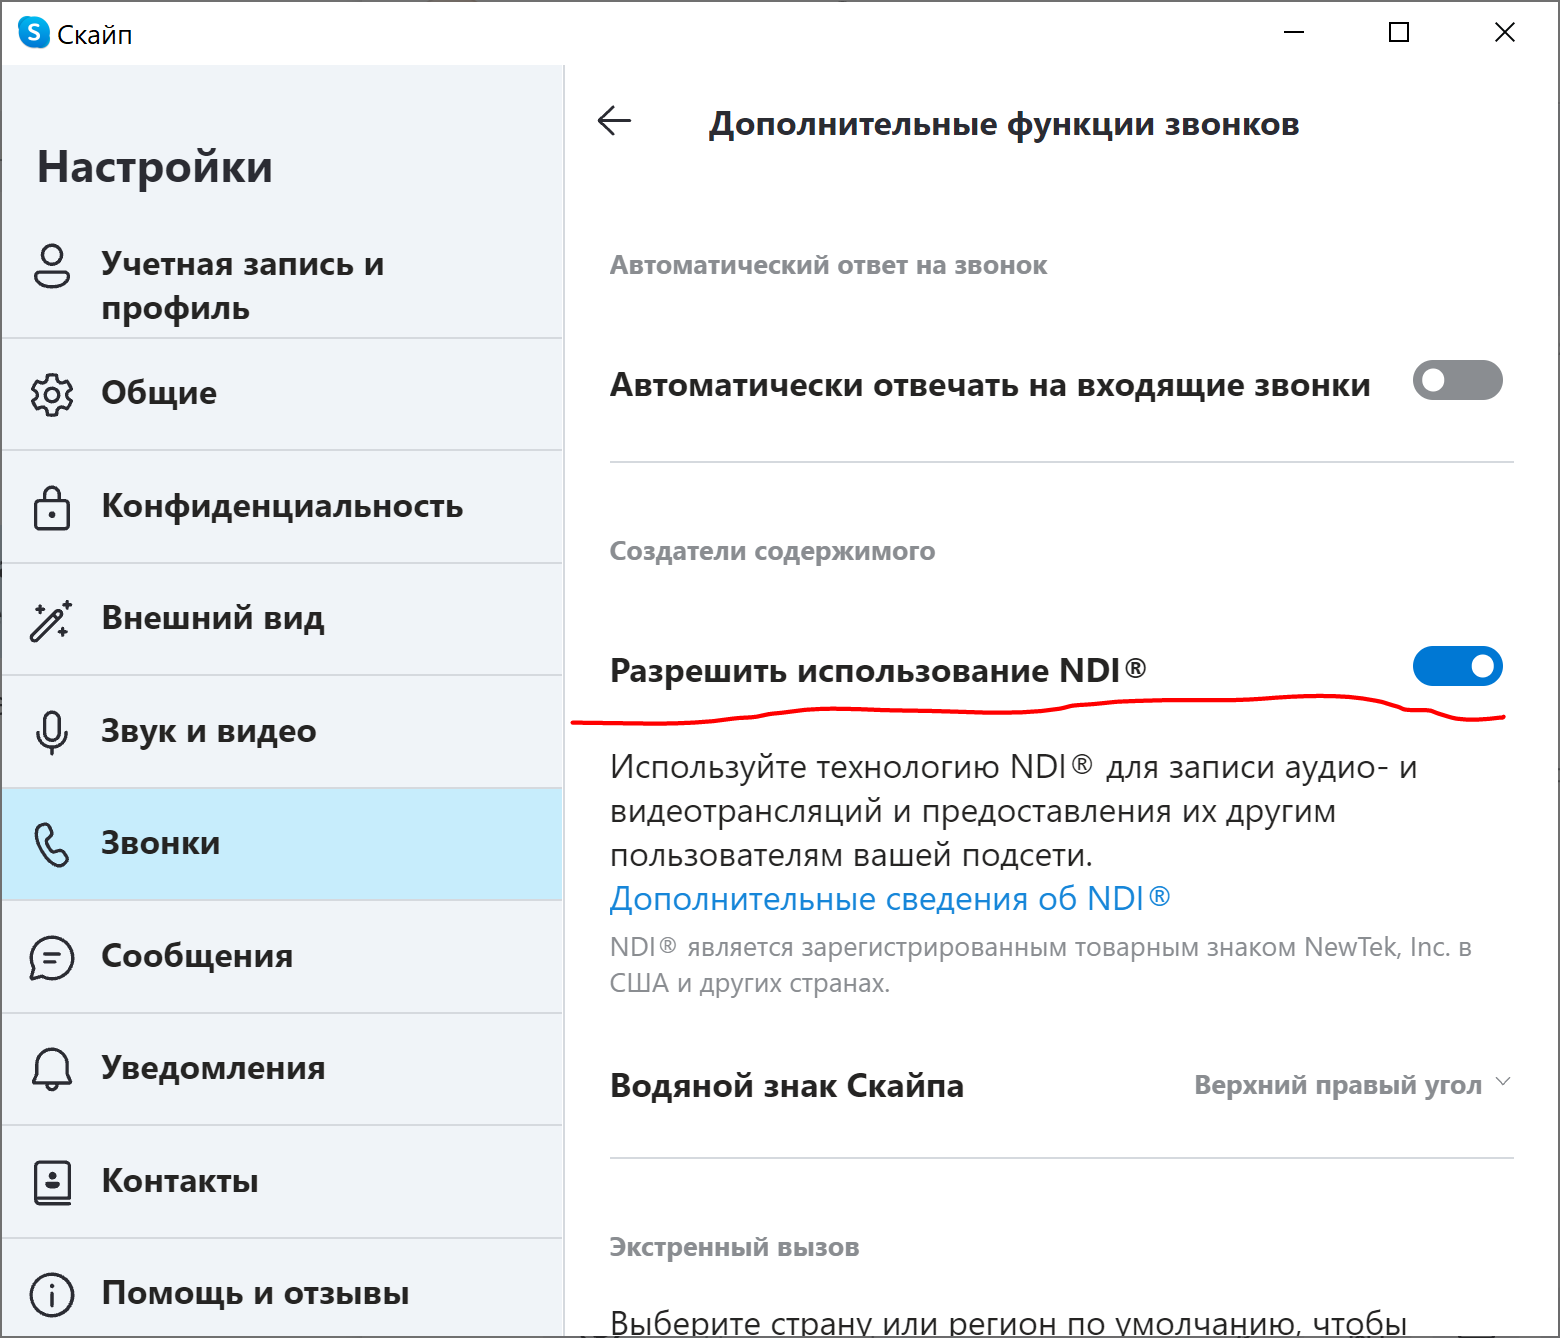 Скайп
Настройки
Учетная запись и
профиль
Общие
Конфиденциальность
Внешний вид
Звук и видео
Звонки
Сообщения
Уведомления
Контакты
Помощь и отзывы
Дополнительные функции звонков
Автоматический ответ на звонок
Автоматически отвечать на входящие звонки
Создатели содержимого
Разрешить использование NDI®
Используйте технологию NDI® для записи аудио- и
видеотрансляций и предоставления их другим
пользователям вашей подсети.
Дополнительные сведения об NDI®
NDI® является зарегистрированным товарным знаком NewTek, Inc. в
США и других странах.
Водяной знак Скайпа
Верхний правый угол
Экстренный вызов
Выберите страну или регион по умолчанию, чтобы